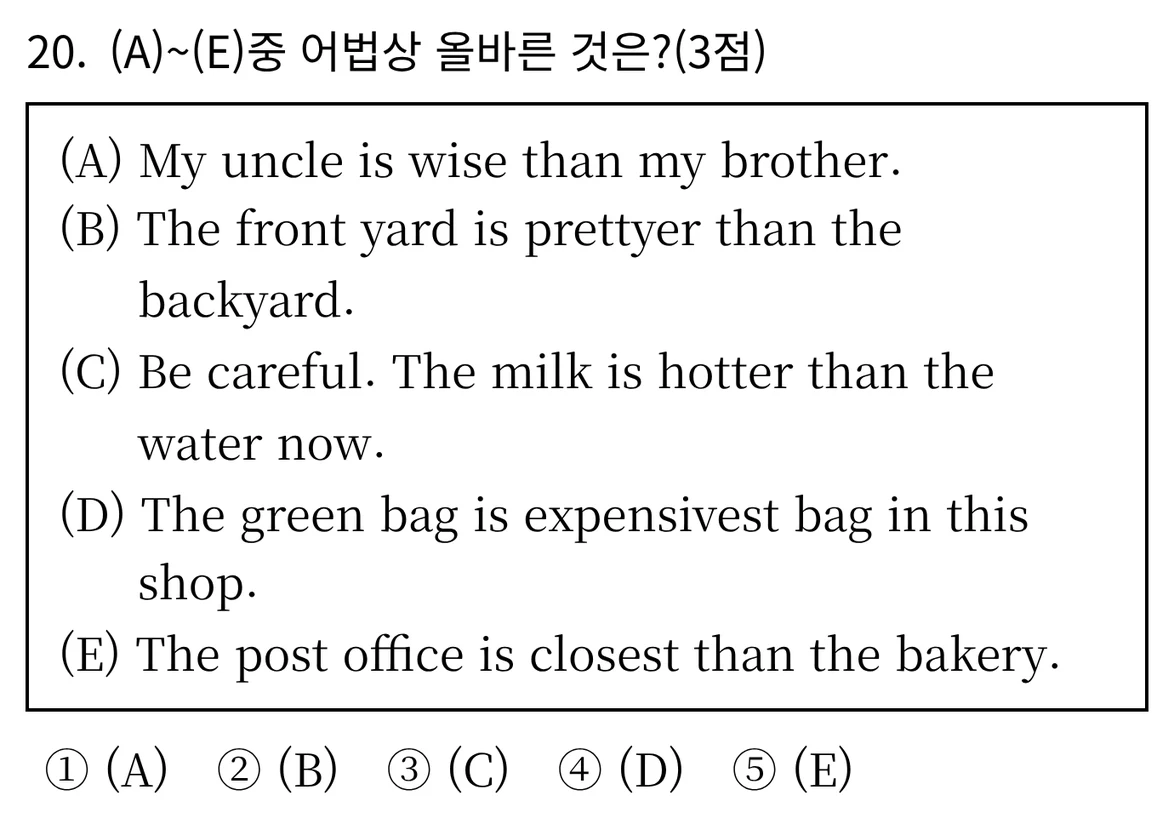 20. (A)~(E)중 어법상 올바른 것은?(3점)
(A) My uncle is wise than my brother.
(B) The front yard is prettyer than the
backyard.
(C) Be careful. The milk is hotter than the
water now.
(D) The green bag is expensivest bag in this
shop.
(E) The post office is closest than the bakery.
① (A) ② (B) ③ (C) ④ (D) ⑤ (E)